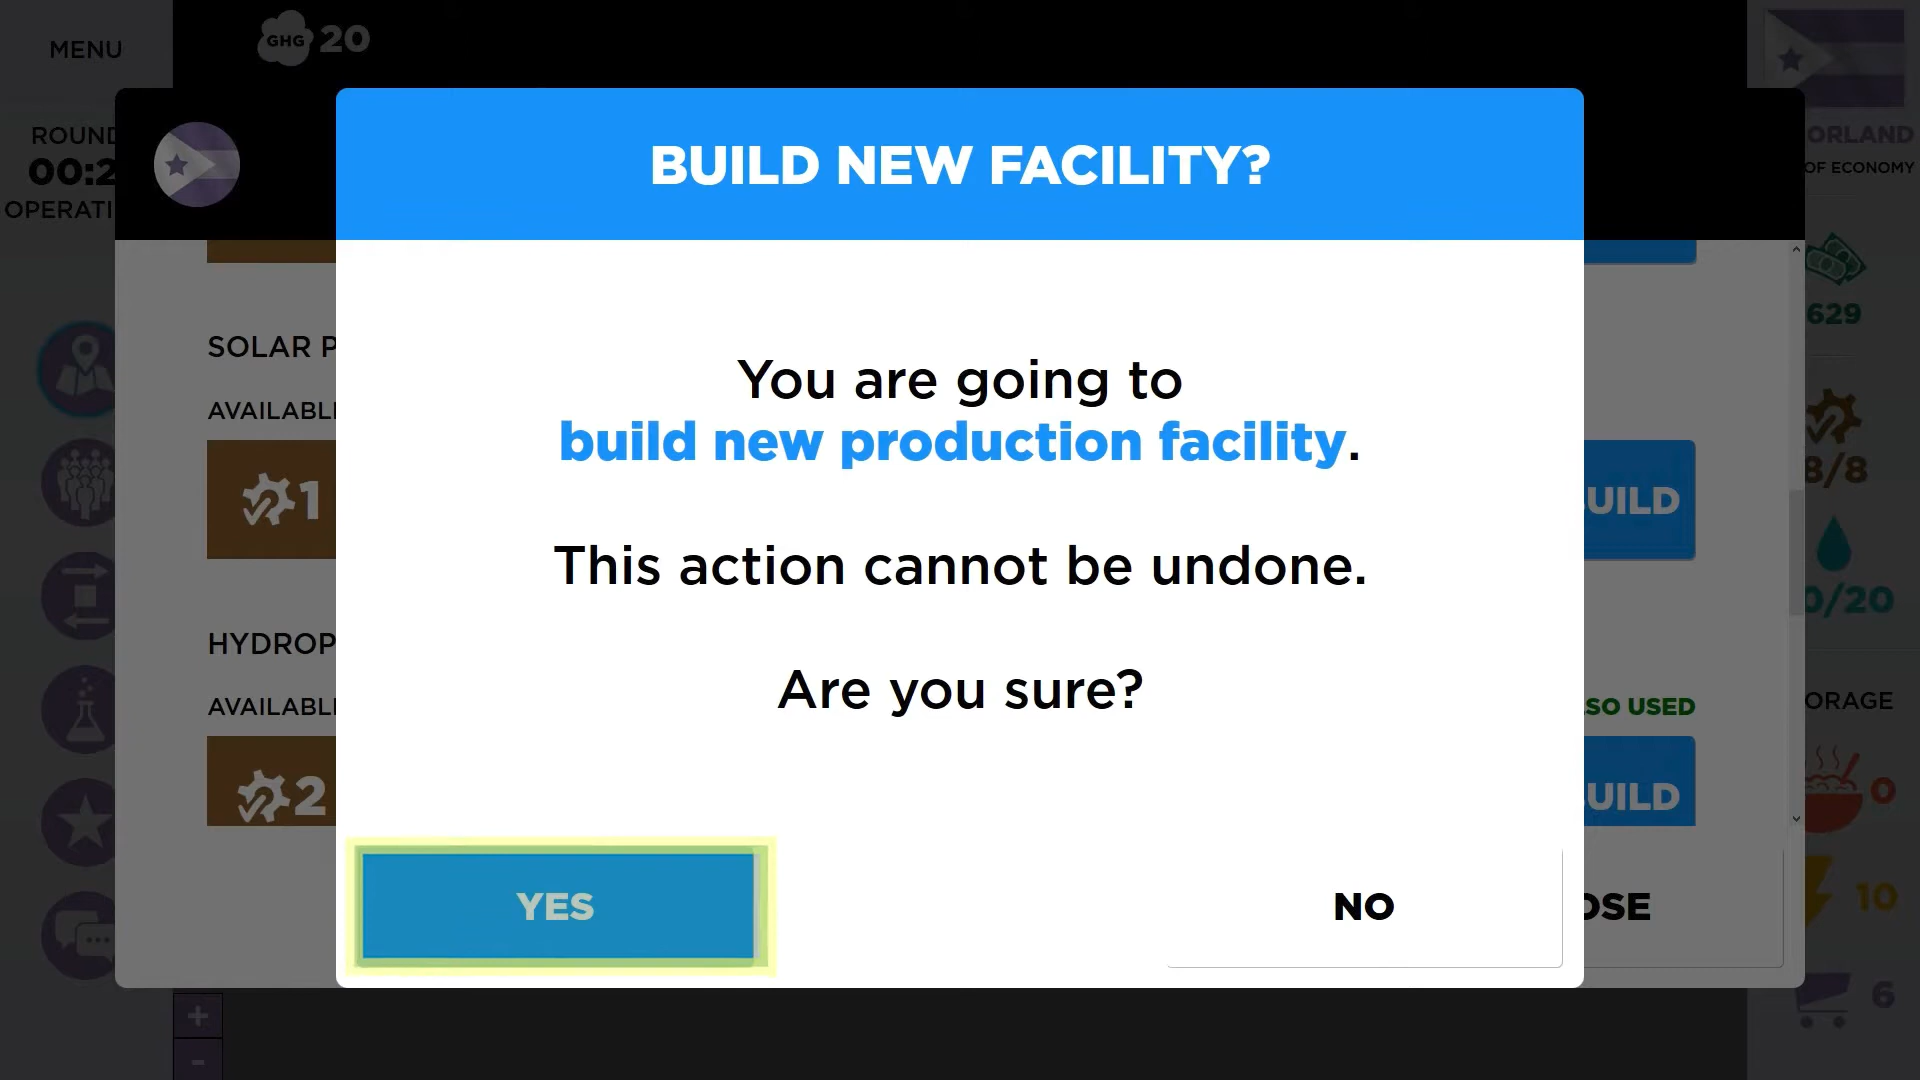 MENU
GHG 20
ROUND
00:2
OPERATI
BUILD NEW FACILITY?
ORLAND
OF ECONOMY
629
8/8
0/20
ORAGE
0
10
6
SOLAR P
AVAILABL
1
UILD
HYDROP
AVAILABL
SO USED
2
UILD
You are going to
build new production facility.
This action cannot be undone.
Are you sure?
YES
NO
OSE
+
-